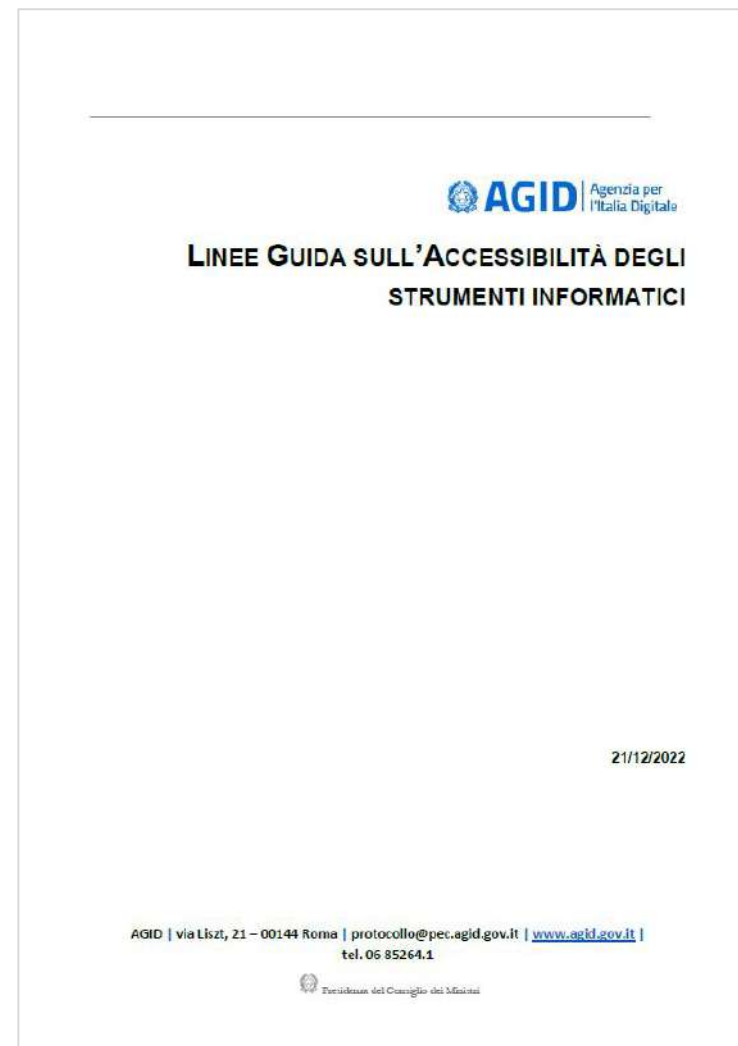 AGID Agenzia per
l'Italia Digitale
LINEE GUIDA SULL'ACCESSIBILITÀ DEGLI
STRUMENTI INFORMATICI
21/12/2022
AGID | via Liszt, 21 – 00144 Roma | protocollo@pec.agid.gov.it | www.agid.gov.it |
tel. 06 85264.1
Presidenza del Consiglio dei Ministri